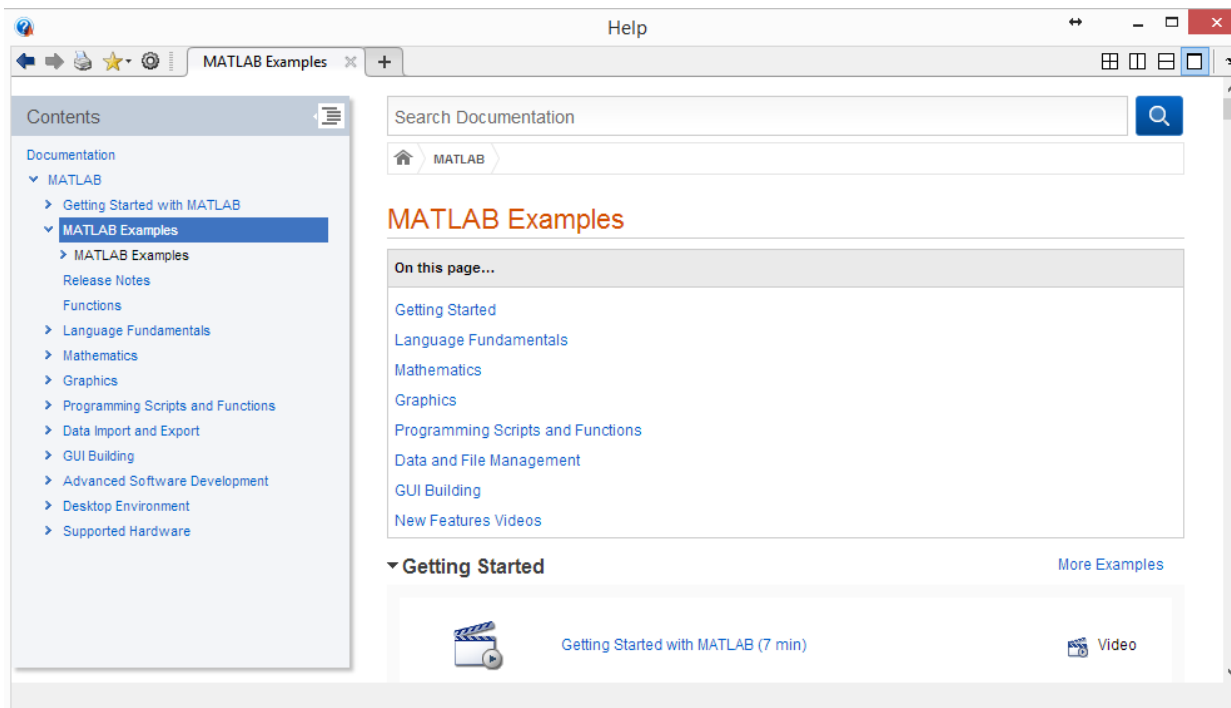 Help
MATLAB Examples
Contents
Documentation
MATLAB
Getting Started with MATLAB
MATLAB Examples
MATLAB Examples
Release Notes
Functions
Language Fundamentals
Mathematics
Graphics
Programming Scripts and Functions
Data Import and Export
GUI Building
Advanced Software Development
Desktop Environment
Supported Hardware
Search Documentation
MATLAB
MATLAB Examples
On this page...
Getting Started
Language Fundamentals
Mathematics
Graphics
Programming Scripts and Functions
Data and File Management
GUI Building
New Features Videos
Getting Started
More Examples
Getting Started with MATLAB (7 min)
Video